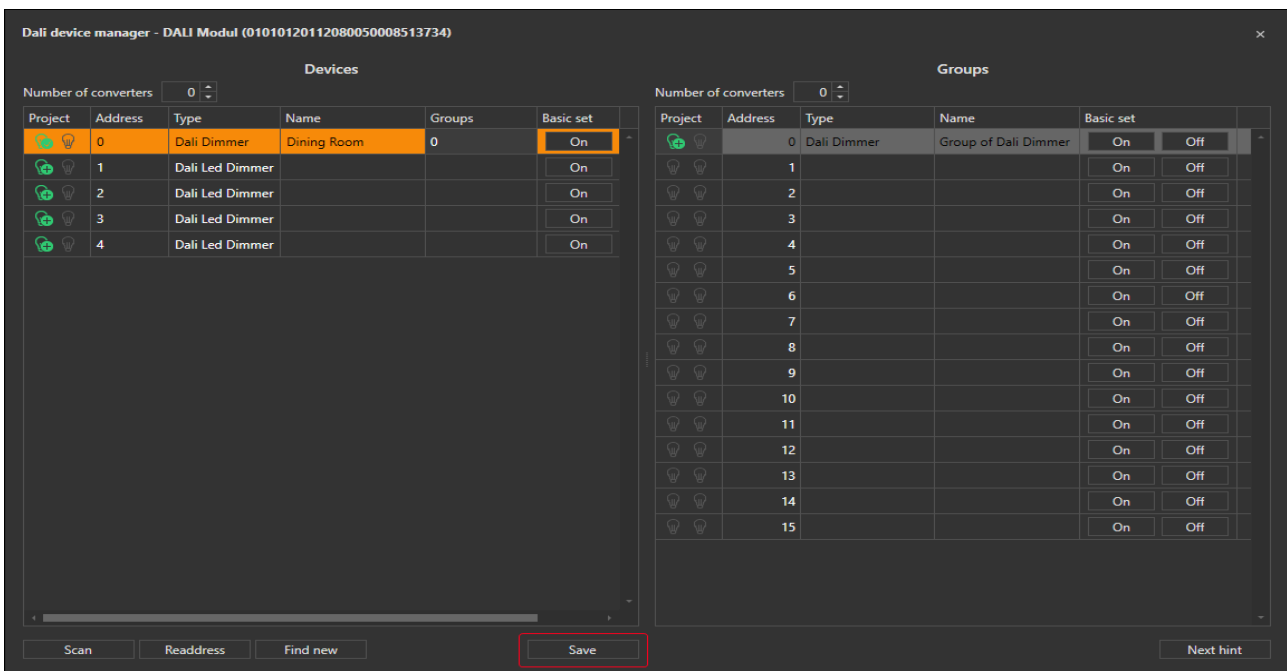 Dali device manager - DALI Modul (01010120112080050008513734)
×
Devices
Number of converters 0
Project Address Type Name Groups Basic set
0 Dali Dimmer Dining Room 0 On
1 Dali Led Dimmer On
2 Dali Led Dimmer On
3 Dali Led Dimmer On
4 Dali Led Dimmer On
Groups
Number of converters 0
Project Address Type Name Basic set
0 Dali Dimmer Group of Dali Dimmer On Off
1 On Off
2 On Off
3 On Off
4 On Off
5 On Off
6 On Off
7 On Off
8 On Off
9 On Off
10 On Off
11 On Off
12 On Off
13 On Off
14 On Off
15 On Off
Scan Readdress Find new Save Next hint